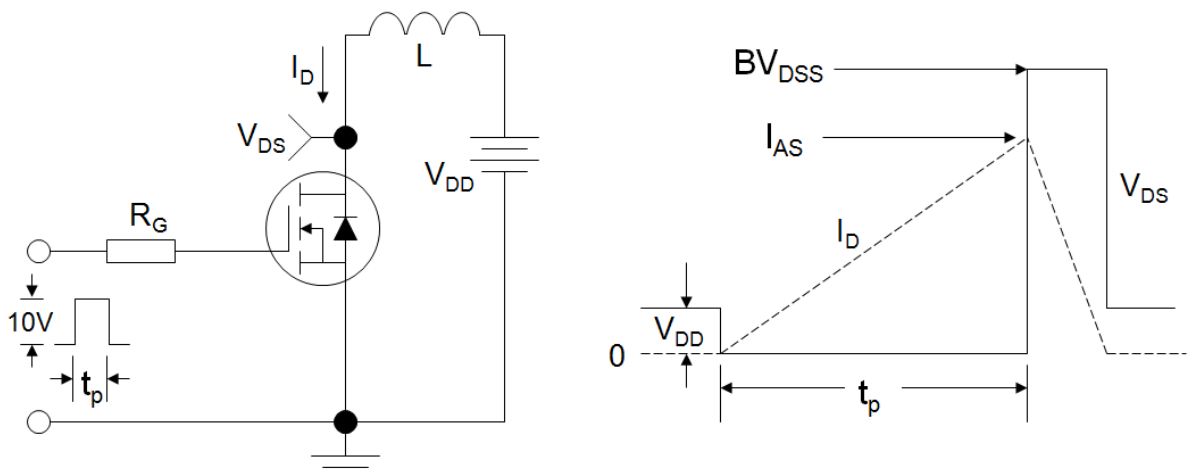 I_D
L
V_DS
V_DD
R_G
10V
t_p
BV_DSS
I_AS
V_DS
I_D
V_DD
0
t_p